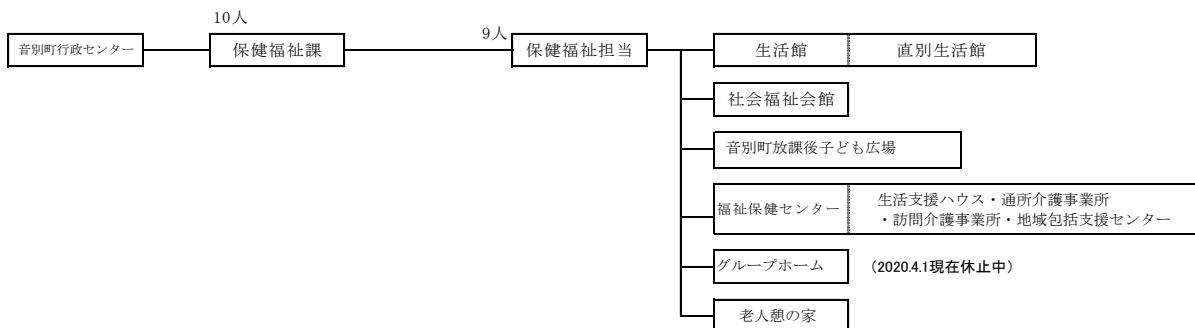 10人
9人
音別町行政センター
保健福祉課
保健福祉担当
生活館
直別生活館
社会福祉会館
音別町放課後子ども広場
福祉保健センター
生活支援ハウス・通所介護事業所
・訪問介護事業所・地域包括支援センター
グループホーム
(2020.4.1現在休止中)
老人憩の家